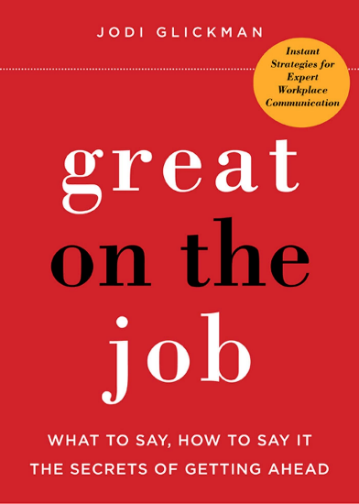 JODI GLICKMAN
Instant
Strategies for
Expert
Workplace
Communication
great
on the
job
WHAT TO SAY, HOW TO SAY IT
THE SECRETS OF GETTING AHEAD